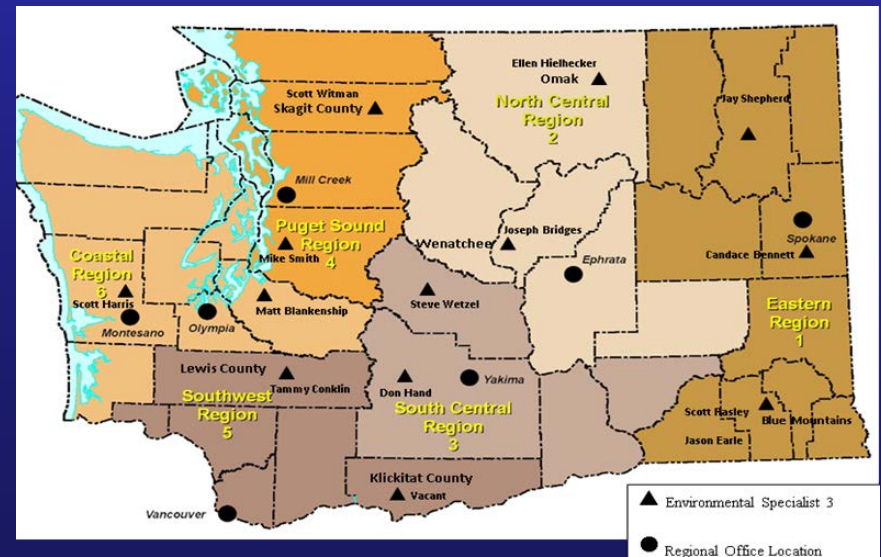 Ellen Hielhecker
Omak
North Central
Region
2
Scott Witman
Skagit County
Jay Shepherd
Mill Creek
Puget Sound
Region
4
Mike Smith
Wenatchee
Joseph Bridges
Ephrata
Spokane
Candace Bennett
Coastal
Region
6
Scott Harris
Montesano
Olympia
Matt Blankenship
Steve Wetzel
Eastern
Region
1
Lewis County
Tammy Conklin
Southwest
Region
5
Don Hand
Yakima
South Central
Region
3
Scott Rasley
Blue Mountains
Jason Earle
Klickitat County
Vacant
Vancouver
Environmental Specialist 3
Regional Office Location